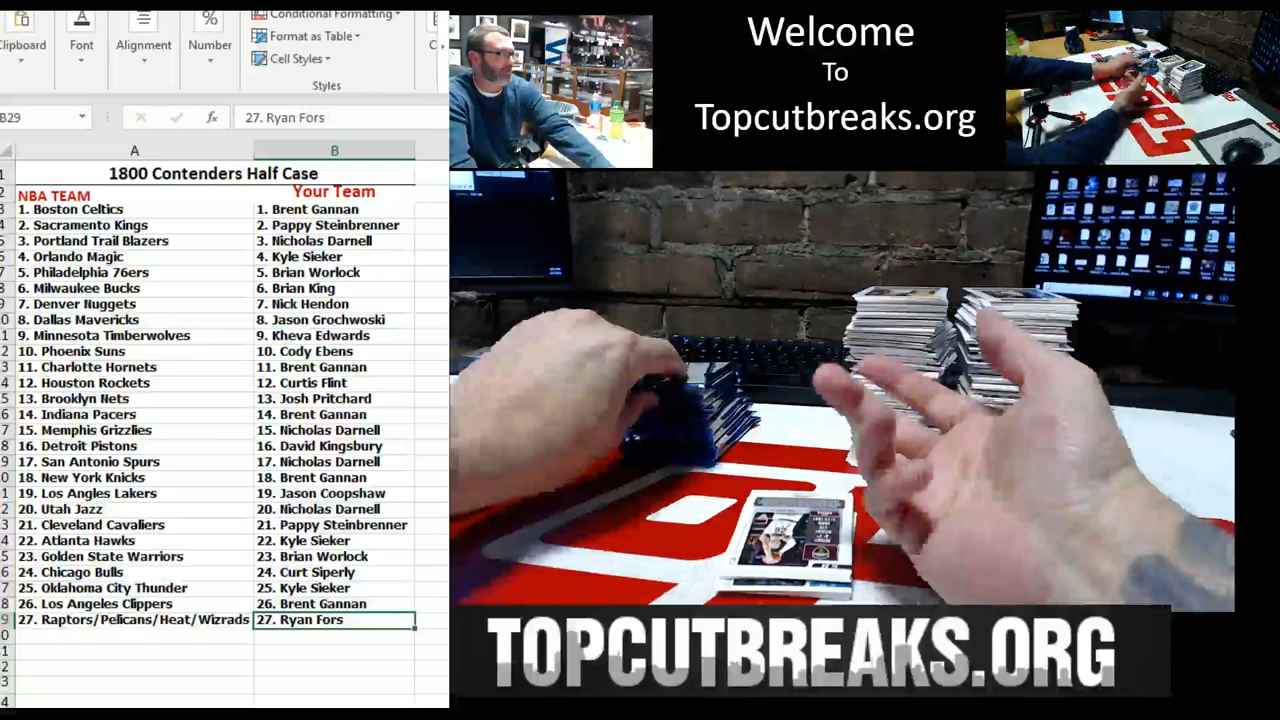 Clipboard
Font
Alignment
Number
%
Conditional Formatting
Format as Table
Cell Styles
Styles
B29
fx
27. Ryan Fors
A
B
1800 Contenders Half Case
NBA TEAM
Your Team
1. Boston Celtics
1. Brent Gannan
2. Sacramento Kings
2. Pappy Steinbrenner
3. Portland Trail Blazers
3. Nicholas Darnell
4. Orlando Magic
4. Kyle Sieker
5. Philadelphia 76ers
5. Brian Worlock
6. Milwaukee Bucks
6. Brian King
7. Denver Nuggets
7. Nick Hendon
8. Dallas Mavericks
8. Jason Grochwoski
9. Minnesota Timberwolves
9. Kheva Edwards
10. Phoenix Suns
10. Cody Ebens
11. Charlotte Hornets
11. Brent Gannan
12. Houston Rockets
12. Curtis Flint
13. Brooklyn Nets
13. Josh Pritchard
14. Indiana Pacers
14. Brent Gannan
15. Memphis Grizzlies
15. Nicholas Darnell
16. Detroit Pistons
16. David Kingsbury
17. San Antonio Spurs
17. Nicholas Darnell
18. New York Knicks
18. Brent Gannan
19. Los Angles Lakers
19. Jason Coopshaw
20. Utah Jazz
20. Nicholas Darnell
21. Cleveland Cavaliers
21. Pappy Steinbrenner
22. Atlanta Hawks
22. Kyle Sieker
23. Golden State Warriors
23. Brian Worlock
24. Chicago Bulls
24. Curt Siperly
25. Oklahoma City Thunder
25. Kyle Sieker
26. Los Angeles Clippers
26. Brent Gannan
27. Raptors/Pelicans/Heat/Wizrads
27. Ryan Fors
Welcome
To
Topcutbreaks.org
TOPCUTBREAKS.ORG